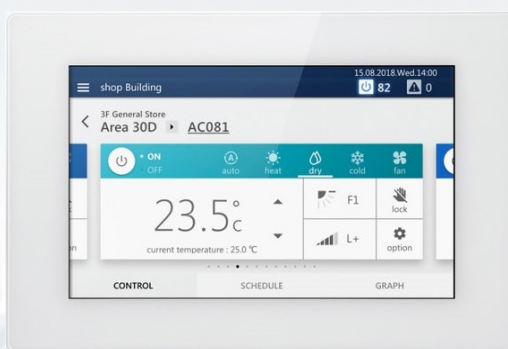 15.08.2018.Wed.14:00
shop Building
82
0
3F General Store
Area 30D
AC081
ON
OFF
A
auto
heat
dry
cold
fan
23.5°c
F1
lock
current temperature : 25.0 °C
L+
option
CONTROL
SCHEDULE
GRAPH